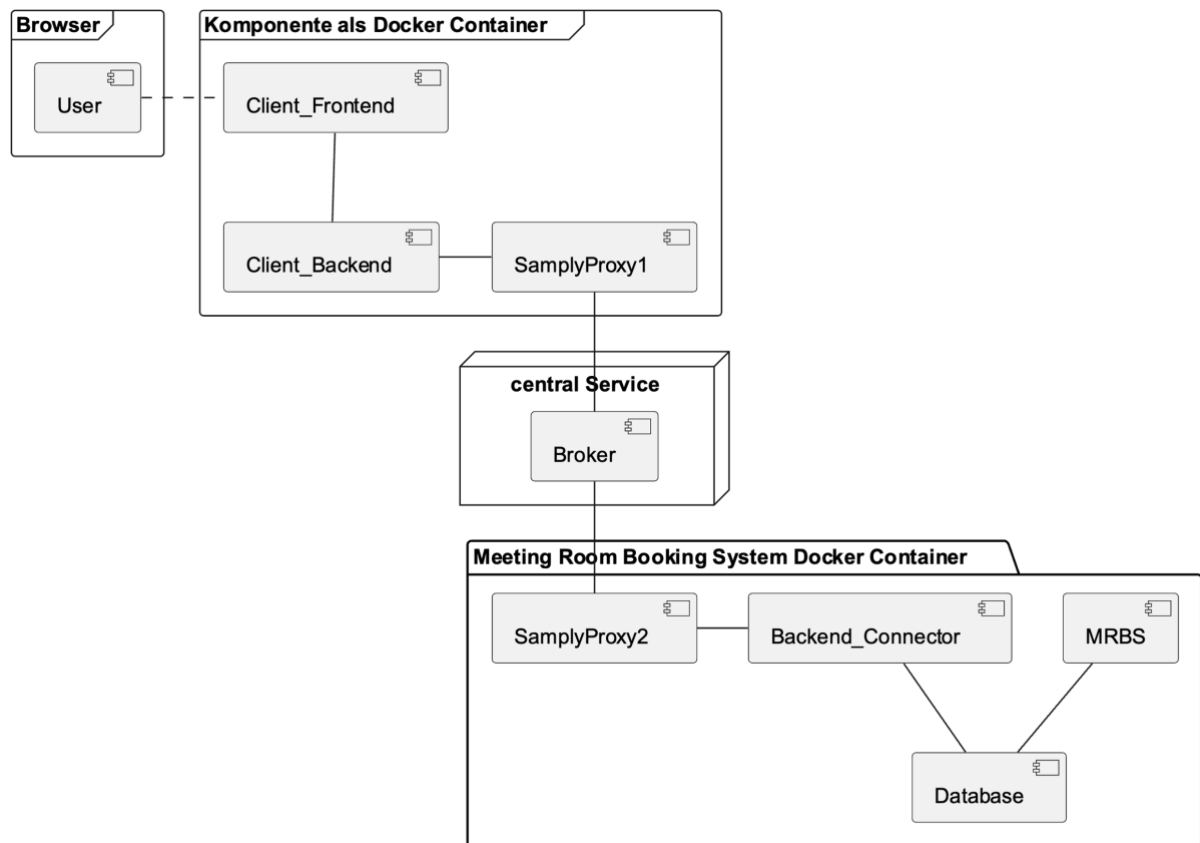 Browser
Komponente als Docker Container
User
Client_Frontend
Client_Backend
SamplyProxy1
central Service
Broker
Meeting Room Booking System Docker Container
SamplyProxy2
Backend_Connector
MRBS
Database